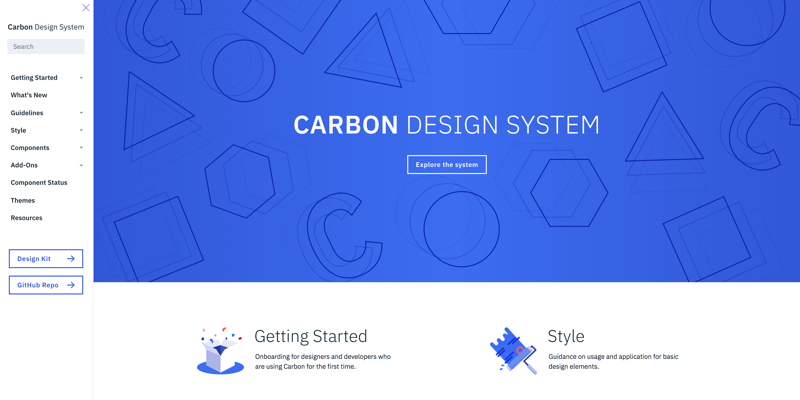 Carbon Design System
Search
Getting Started
What's New
Guidelines
Style
Components
Add-Ons
Component Status
Themes
Resources
Design Kit
GitHub Repo
CARBON DESIGN SYSTEM
Explore the system
Getting Started
Onboarding for designers and developers who
are using Carbon for the first time.
Style
Guidance on usage and application for basic
design elements.